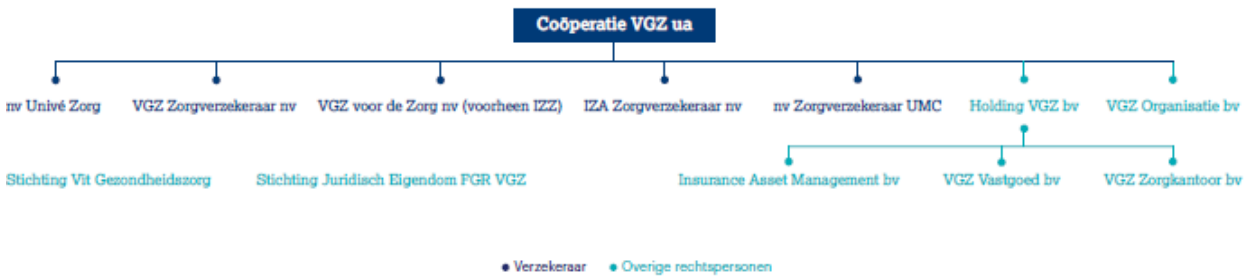 Coöperatie VGZ ua
nv Univé Zorg
VGZ Zorgverzekeraar nv
VGZ voor de Zorg nv (voorheen IZZ)
IZA Zorgverzekeraar nv
nv Zorgverzekeraar UMC
Holding VGZ bv
VGZ Organisatie bv
Stichting Vit Gezondheidszorg
Stichting Juridisch Eigendom FGR VGZ
Insurance Asset Management bv
VGZ Vastgoed bv
VGZ Zorgkantoor bv
Verzekeraar
Overige rechtspersonen